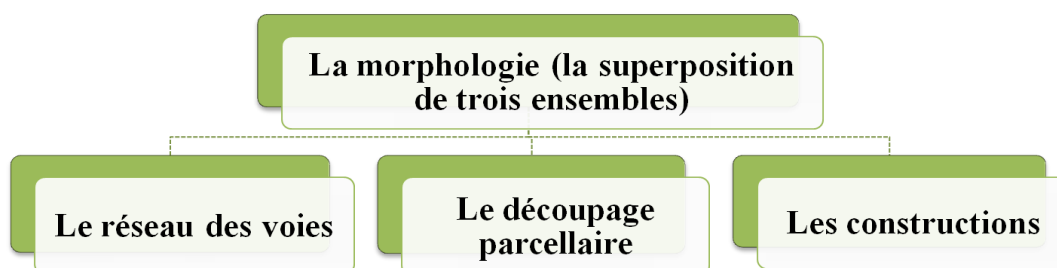 La morphologie (la superposition
de trois ensembles)
Le réseau des voies
Le découpage
parcellaire
Les constructions